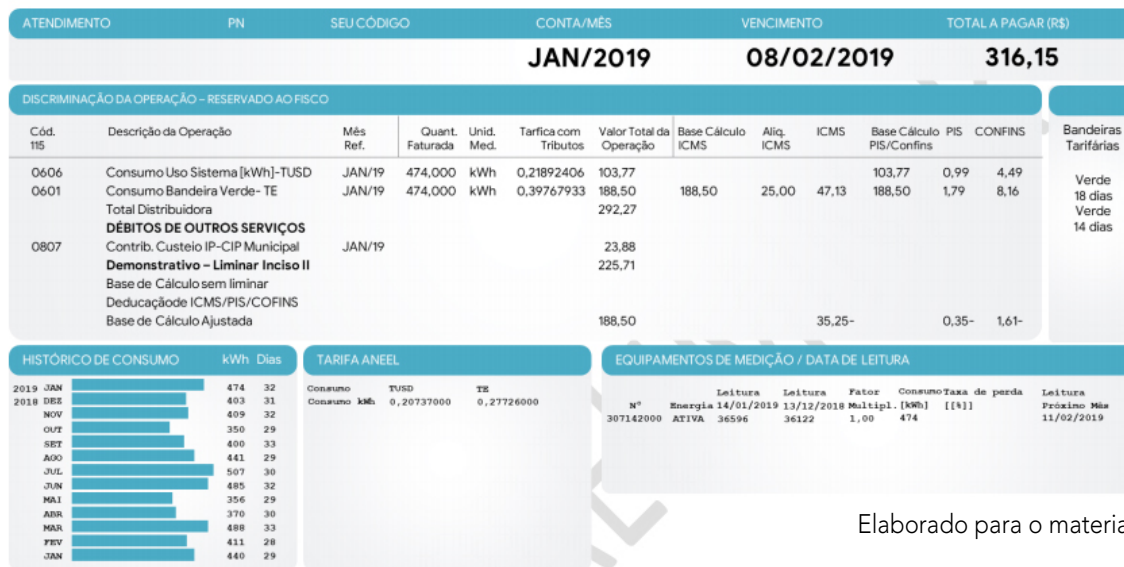 ATENDIMENTO PN SEU CÓDIGO CONTA/MÊS VENCIMENTO TOTAL A PAGAR (R$)
JAN/2019 08/02/2019 316,15
DISCRIMINAÇÃO DA OPERAÇÃO – RESERVADO AO FISCO
Cód. Descrição da Operação Mês Quant. Unid. Tarfica com Valor Total da Base Cálculo Aliq. ICMS Base Cálculo PIS CONFINS Bandeiras
115 Ref. Faturada Med. Tributos Operação ICMS ICMS PIS/Confins Tarifárias
0606 Consumo Uso Sistema [kWh]-TUSD JAN/19 474,000 kWh 0,21892406 103,77 103,77 0,99 4,49 Verde
0601 Consumo Bandeira Verde- TE JAN/19 474,000 kWh 0,39767933 188,50 188,50 25,00 47,13 188,50 1,79 8,16 18 dias
Total Distribuidora 292,27 Verde
DÉBITOS DE OUTROS SERVIÇOS 14 dias
0807 Contrib. Custeio IP-CIP Municipal JAN/19 23,88
Demonstrativo – Liminar Inciso II 225,71
Base de Cálculo sem liminar
Deducaçãode ICMS/PIS/COFINS
Base de Cálculo Ajustada 188,50 35,25- 0,35- 1,61-
HISTÓRICO DE CONSUMO kWh Dias
2019 JAN 474 32
2018 DEZ 403 31
NOV 409 32
OUT 350 29
SET 400 33
AGO 441 29
JUL 507 30
JUN 485 32
MAI 356 29
ABR 370 30
MAR 488 33
FEV 411 28
JAN 440 29
TARIFA ANEEL
Consumo TUSD TE
Consumo kWh 0,20737000 0,27726000
EQUIPAMENTOS DE MEDIÇÃO / DATA DE LEITURA
Leitura Leitura Fator Consumo Taxa de perda Leitura
Nº Energia 14/01/2019 13/12/2018 Multipl. [kWh] [[%]] Próximo Mês
307142000 ATIVA 36596 36122 1,00 474 11/02/2019
Elaborado para o materia